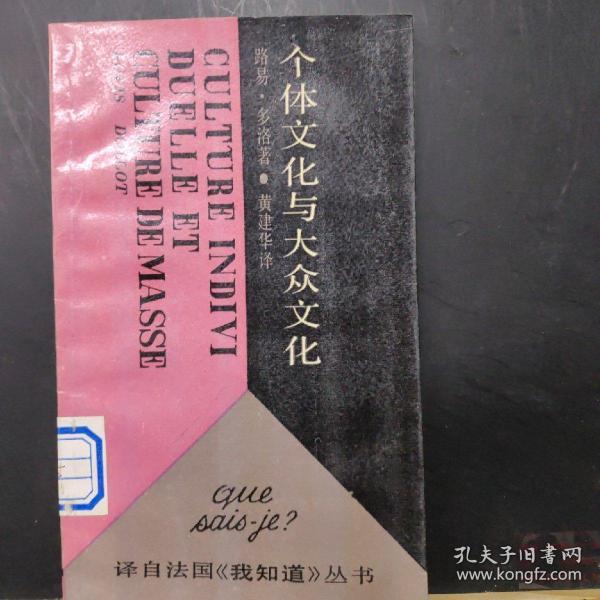 个体文化与大众文化
路易·多洛著●黄建华译
CULTURE INDIVI
DUELLE ET
CULTURE DE MASSE
LOUIS DOLLOT
que
sais-je?
译自法国《我知道》丛书
孔夫子旧书网
www.kongfz.com